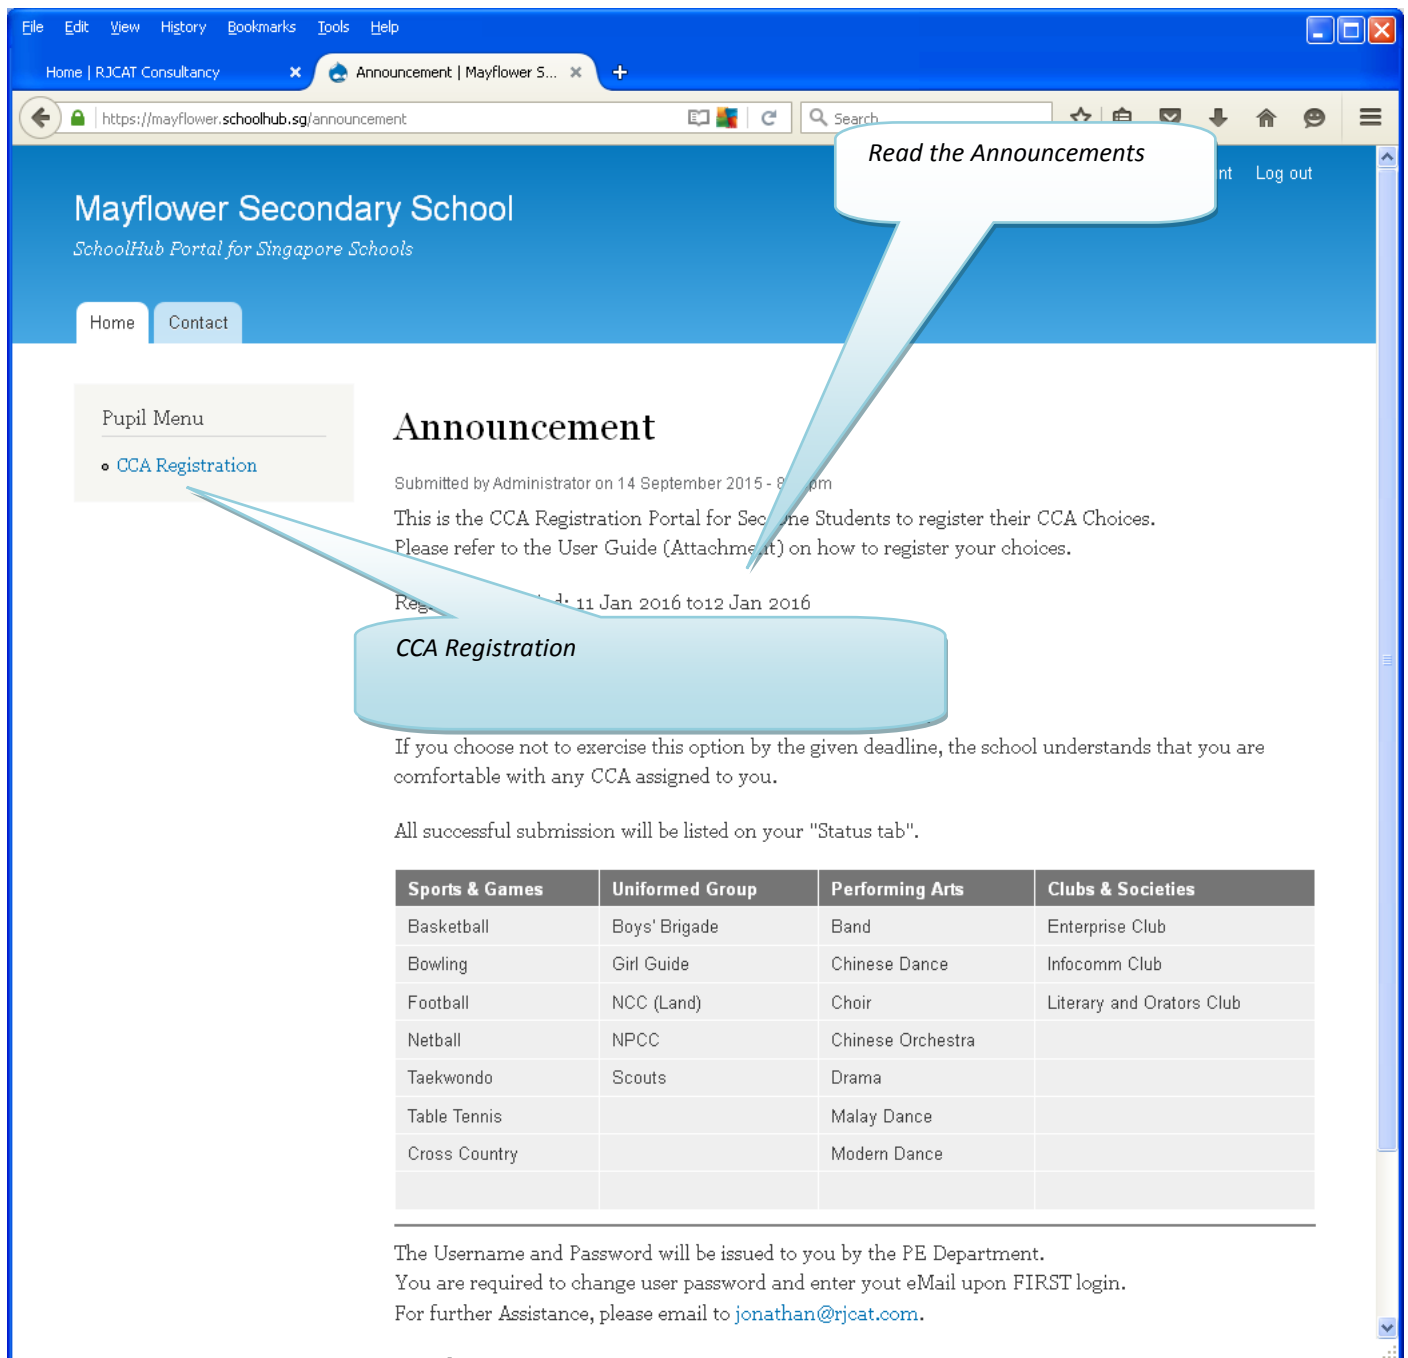 File Edit View History Bookmarks Tools Help
Home | RJCAT Consultancy
Announcement | Mayflower S...
https://mayflower.schoolhub.sg/announcement
Search
Read the Announcements
Log out
Mayflower Secondary School
SchoolHub Portal for Singapore Schools
Home Contact
Pupil Menu
CCA Registration
Announcement
Submitted by Administrator on 14 September 2015 -
This is the CCA Registration Portal for Sec One Students to register their CCA Choices.
Please refer to the User Guide (Attachment) on how to register your choices.
11 Jan 2016 to12 Jan 2016
CCA Registration
If you choose not to exercise this option by the given deadline, the school understands that you are
comfortable with any CCA assigned to you.
All successful submission will be listed on your "Status tab".
Sports & Games Uniformed Group Performing Arts Clubs & Societies
Basketball Boys' Brigade Band Enterprise Club
Bowling Girl Guide Chinese Dance Infocomm Club
Football NCC (Land) Choir Literary and Orators Club
Netball NPCC Chinese Orchestra
Taekwondo Scouts Drama
Table Tennis Malay Dance
Cross Country Modern Dance
The Username and Password will be issued to you by the PE Department.
You are required to change user password and enter yout eMail upon FIRST login.
For further Assistance, please email to jonathan@rjcat.com.